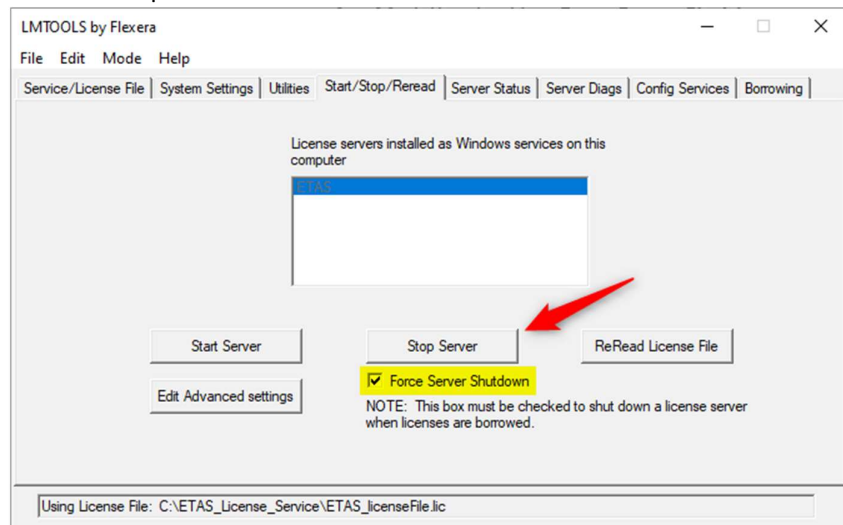 LMTOOLS by Flexera
File Edit Mode Help
Service/License File System Settings Utilities Start/Stop/Reread Server Status Server Diags Config Services Borrowing
License servers installed as Windows services on this
computer
ETAS
Start Server
Stop Server
ReRead License File
Edit Advanced settings
Force Server Shutdown
NOTE: This box must be checked to shut down a license server
when licenses are borrowed.
Using License File: C:\ETAS_License_Service\ETAS_licenseFile.lic